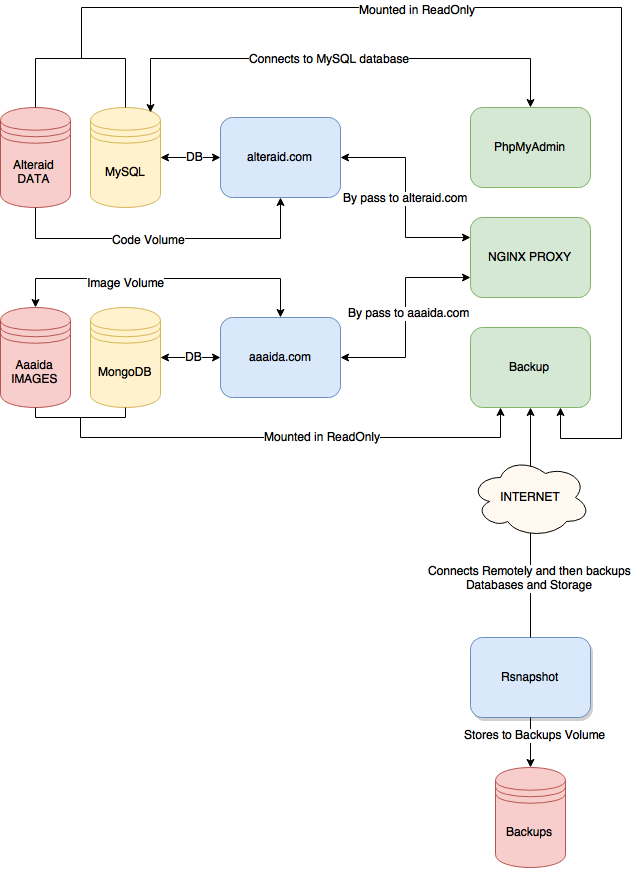 Mounted in ReadOnly
Connects to MySQL database
Alteraid
DATA
MySQL
DB
alteraid.com
PhpMyAdmin
By pass to alteraid.com
Code Volume
NGINX PROXY
Image Volume
By pass to aaaida.com
Aaaida
IMAGES
MongoDB
DB
aaaida.com
Backup
Mounted in ReadOnly
INTERNET
Connects Remotely and then backups
Databases and Storage
Rsnapshot
Stores to Backups Volume
Backups